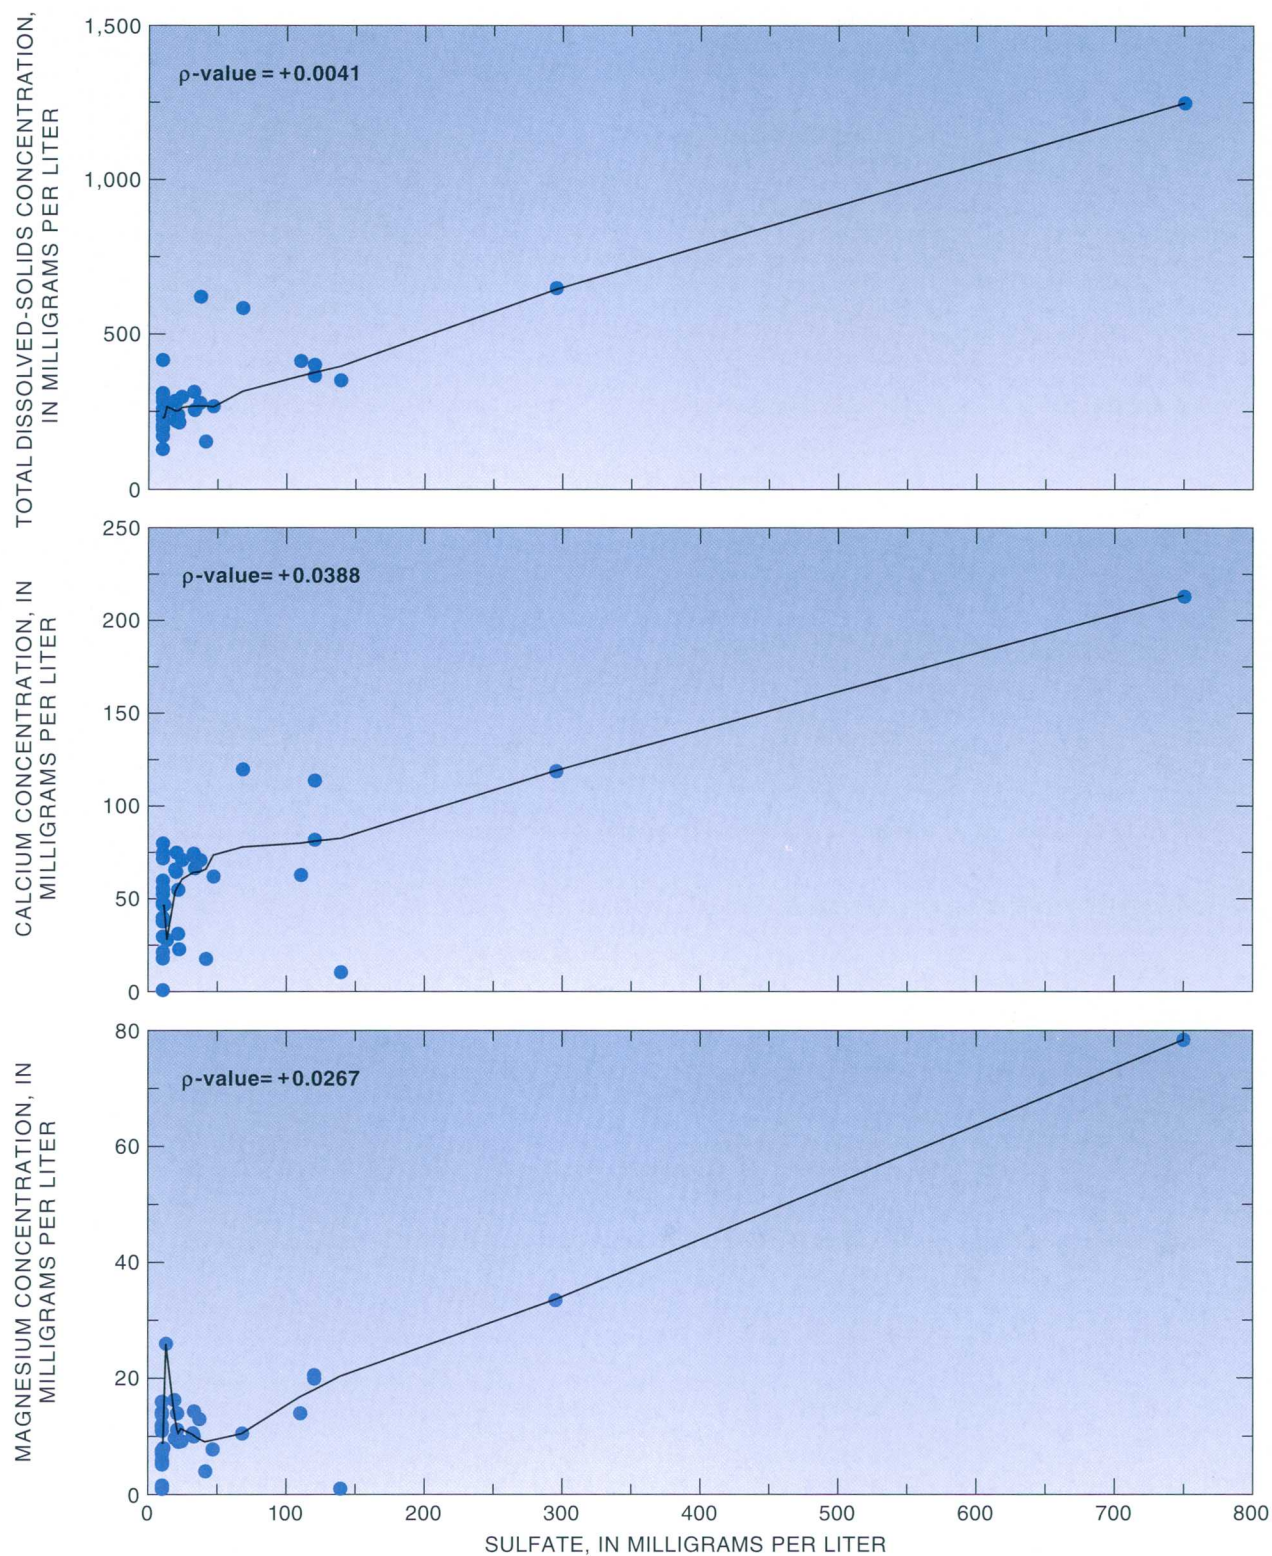 TOTAL DISSOLVED-SOLIDS CONCENTRATION,
IN MILLIGRAMS PER LITER
1,500
1,000
500
0
ρ-value = +0.0041
CALCIUM CONCENTRATION, IN
MILLIGRAMS PER LITER
250
200
150
100
50
0
ρ-value= +0.0388
MAGNESIUM CONCENTRATION, IN
MILLIGRAMS PER LITER
80
60
40
20
0
ρ-value= +0.0267
0 100 200 300 400 500 600 700 800
SULFATE, IN MILLIGRAMS PER LITER